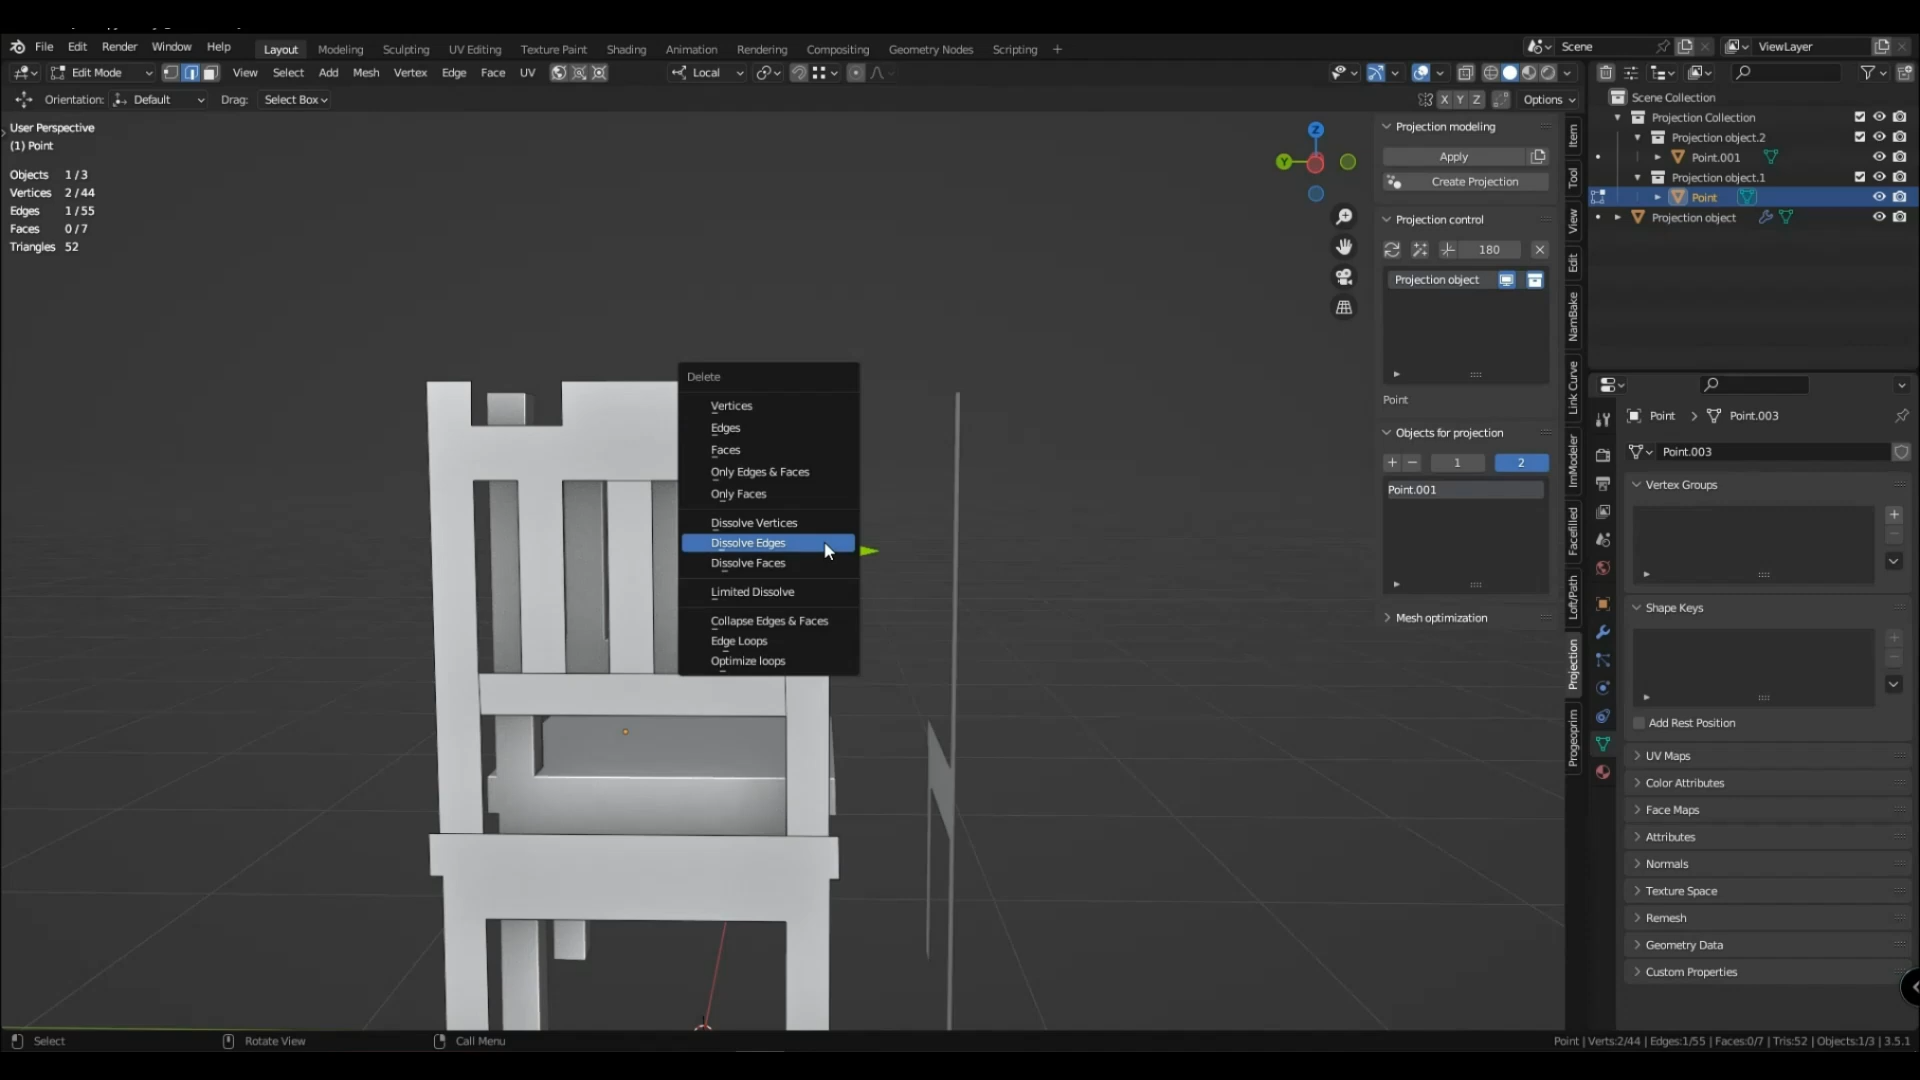 File Edit Render Window Help Layout Modeling Sculpting UV Editing Texture Paint Shading Animation Rendering Compositing Geometry Nodes Scripting + Scene ViewLayer
Edit Mode View Select Add Mesh Vertex Edge Face UV Local
Orientation: Default Drag: Select Box X Y Z Options
User Perspective
(1) Point
Objects 1/3
Vertices 2/44
Edges 1/55
Faces 0/7
Triangles 52
Z
Y
Delete
Vertices
Edges
Faces
Only Edges & Faces
Only Faces
Dissolve Vertices
Dissolve Edges
Dissolve Faces
Limited Dissolve
Collapse Edges & Faces
Edge Loops
Optimize loops
Projection modeling
Apply
Create Projection
Projection control
180
Projection object
Point
Objects for projection
+ − 1 2
Point.001
Mesh optimization
Item
Tool
View
Edit
NamBake
Link Curve
ImModeler
Facefilled
Loft/Path
Projection
Progeoprim
Scene Collection
Projection Collection
Projection object.2
Point.001
Projection object.1
Point
Projection object
Point > Point.003
Point.003
Vertex Groups
Shape Keys
Add Rest Position
UV Maps
Color Attributes
Face Maps
Attributes
Normals
Texture Space
Remesh
Geometry Data
Custom Properties
Select Rotate View Call Menu Point | Verts:2/44 | Edges:1/55 | Faces:0/7 | Tris:52 | Objects:1/3 | 3.5.1